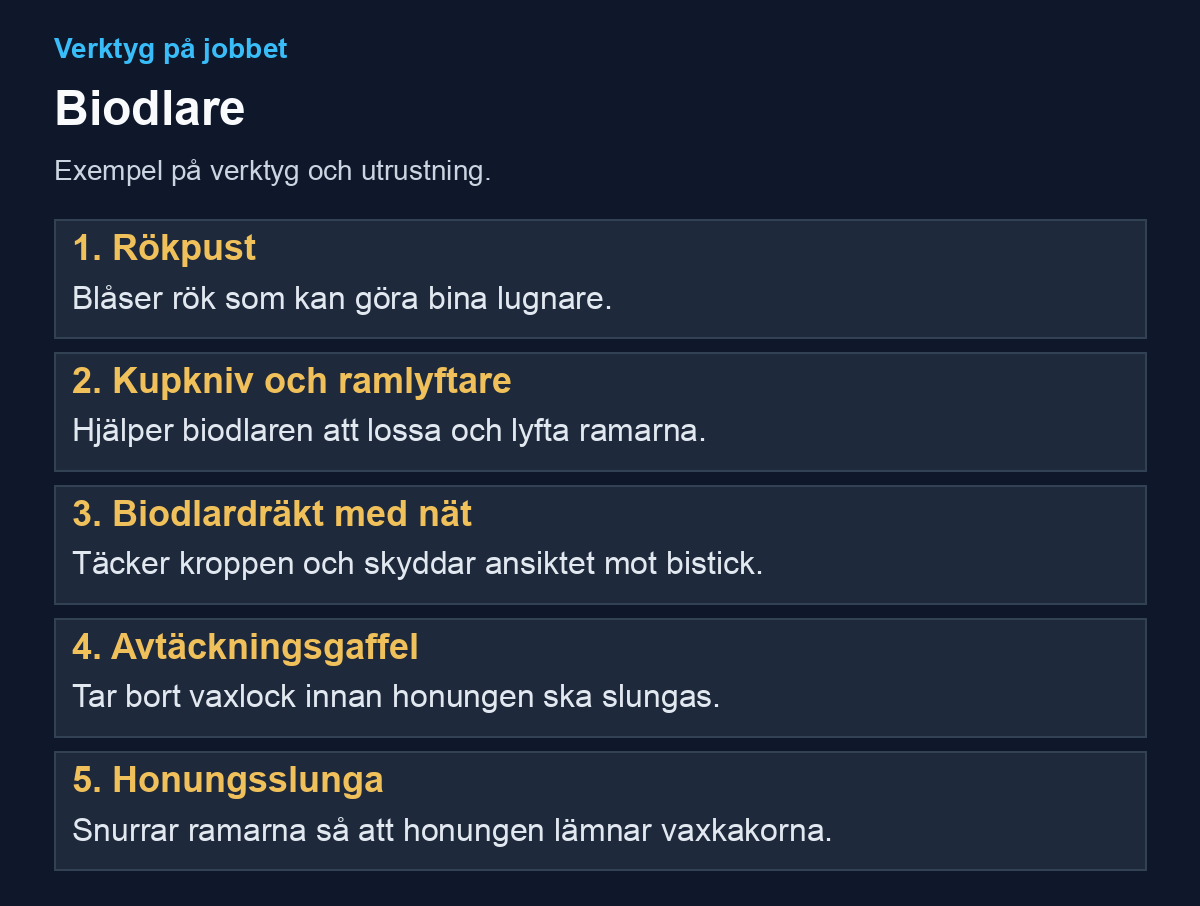 Verktyg på jobbet
Biodlare
Exempel på verktyg och utrustning.
1. Rökpust
Blåser rök som kan göra bina lugnare.
2. Kupkniv och ramlyftare
Hjälper biodlaren att lossa och lyfta ramarna.
3. Biodlardräkt med nät
Täcker kroppen och skyddar ansiktet mot bistick.
4. Avtäckningsgaffel
Tar bort vaxlock innan honungen ska slungas.
5. Honungsslunga
Snurrar ramarna så att honungen lämnar vaxkakorna.